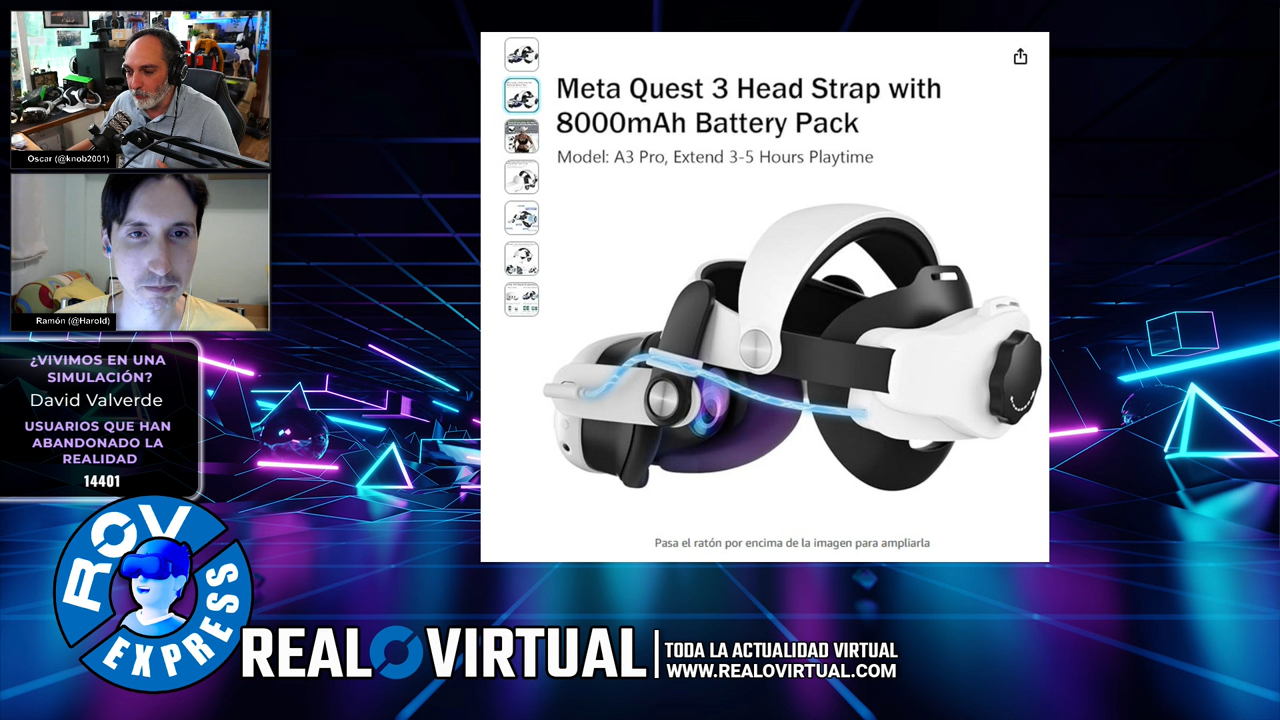 Oscar (@knob2001)
Ramón (@Harold)
¿VIVIMOS EN UNA
SIMULACIÓN?
David Valverde
USUARIOS QUE HAN
ABANDONADO LA
REALIDAD
14401
ROV
EXPRESS
REAL O VIRTUAL
TODA LA ACTUALIDAD VIRTUAL
WWW.REALOVIRTUAL.COM
Meta Quest 3 Head Strap with
8000mAh Battery Pack
Model: A3 Pro, Extend 3-5 Hours Playtime
Pasa el ratón por encima de la imagen para ampliarla